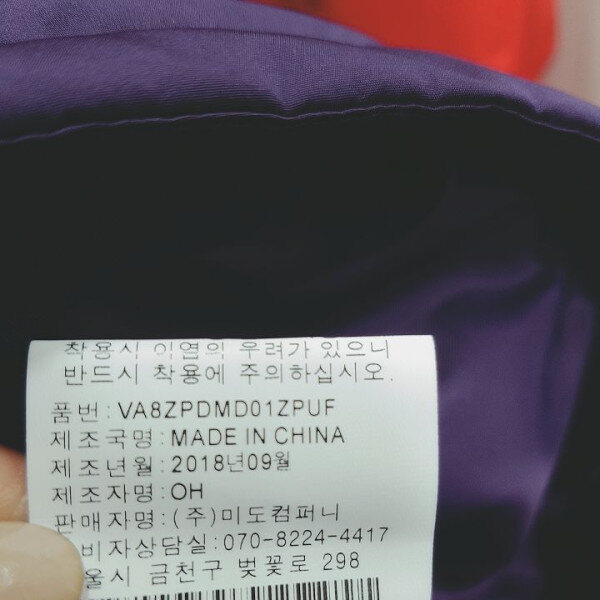 착용시 이염의 우려가 있으니
반드시 착용에 주의하십시오.
품번 : VA8ZPDMD01ZPUF
제조국명 : MADE IN CHINA
제조년월 : 2018년09월
제조자명 : OH
판매자명 : (주)미도컴퍼니
비자상담실 : 070-8224-4417
울시 금천구 벚꽃로 298